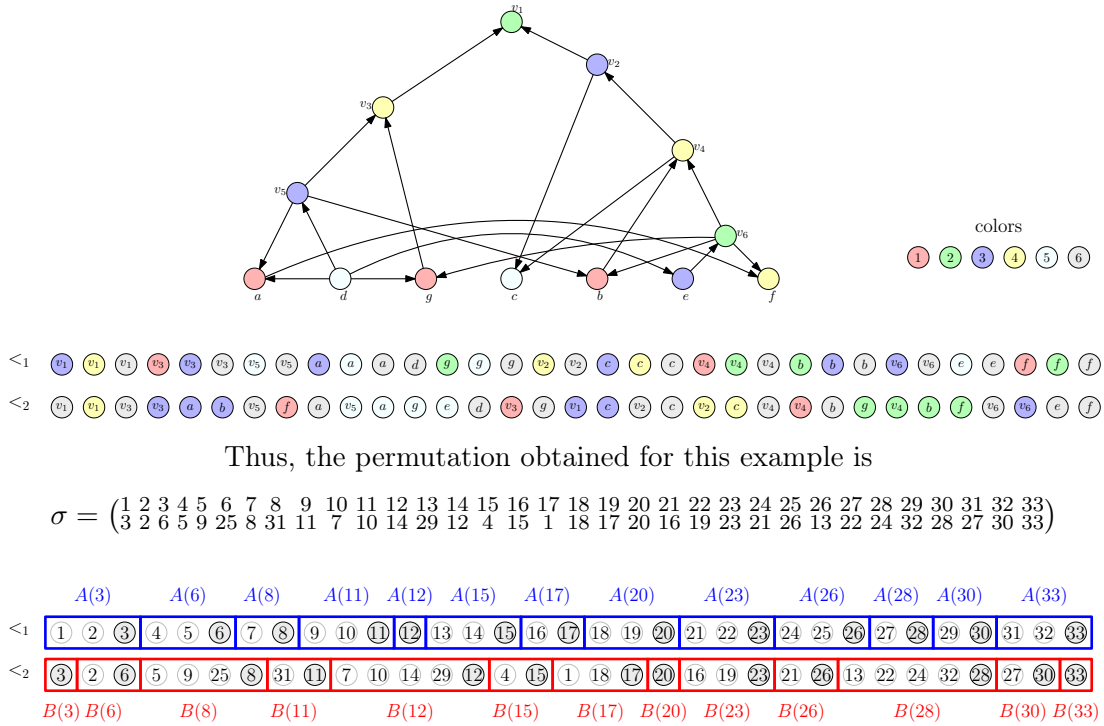 v1
v2
v3
v4
v5
v6
colors
1 2 3 4 5 6
a d g c b e f
<1 v1 v1 v1 v3 v3 v3 v5 v5 a a a d g g g v2 v2 c c c v4 v4 v4 b b b v6 v6 e e f f f
<2 v1 v1 v3 v3 a b v5 f a v5 a g e d v3 g v1 c v2 c v2 c v4 v4 b g v4 b f v6 v6 e f
Thus, the permutation obtained for this example is
σ = (1 2 3 4 5 6 7 8 9 10 11 12 13 14 15 16 17 18 19 20 21 22 23 24 25 26 27 28 29 30 31 32 33
3 2 6 5 9 25 8 31 11 7 10 14 29 12 4 15 1 18 17 20 16 19 23 21 26 13 22 24 32 28 27 30 33)
A(3) A(6) A(8) A(11) A(12) A(15) A(17) A(20) A(23) A(26) A(28) A(30) A(33)
<1 1 2 3 4 5 6 7 8 9 10 11 12 13 14 15 16 17 18 19 20 21 22 23 24 25 26 27 28 29 30 31 32 33
<2 3 2 6 5 9 25 8 31 11 7 10 14 29 12 4 15 1 18 17 20 16 19 23 21 26 13 22 24 32 28 27 30 33
B(3) B(6) B(8) B(11) B(12) B(15) B(17) B(20) B(23) B(26) B(28) B(30) B(33)